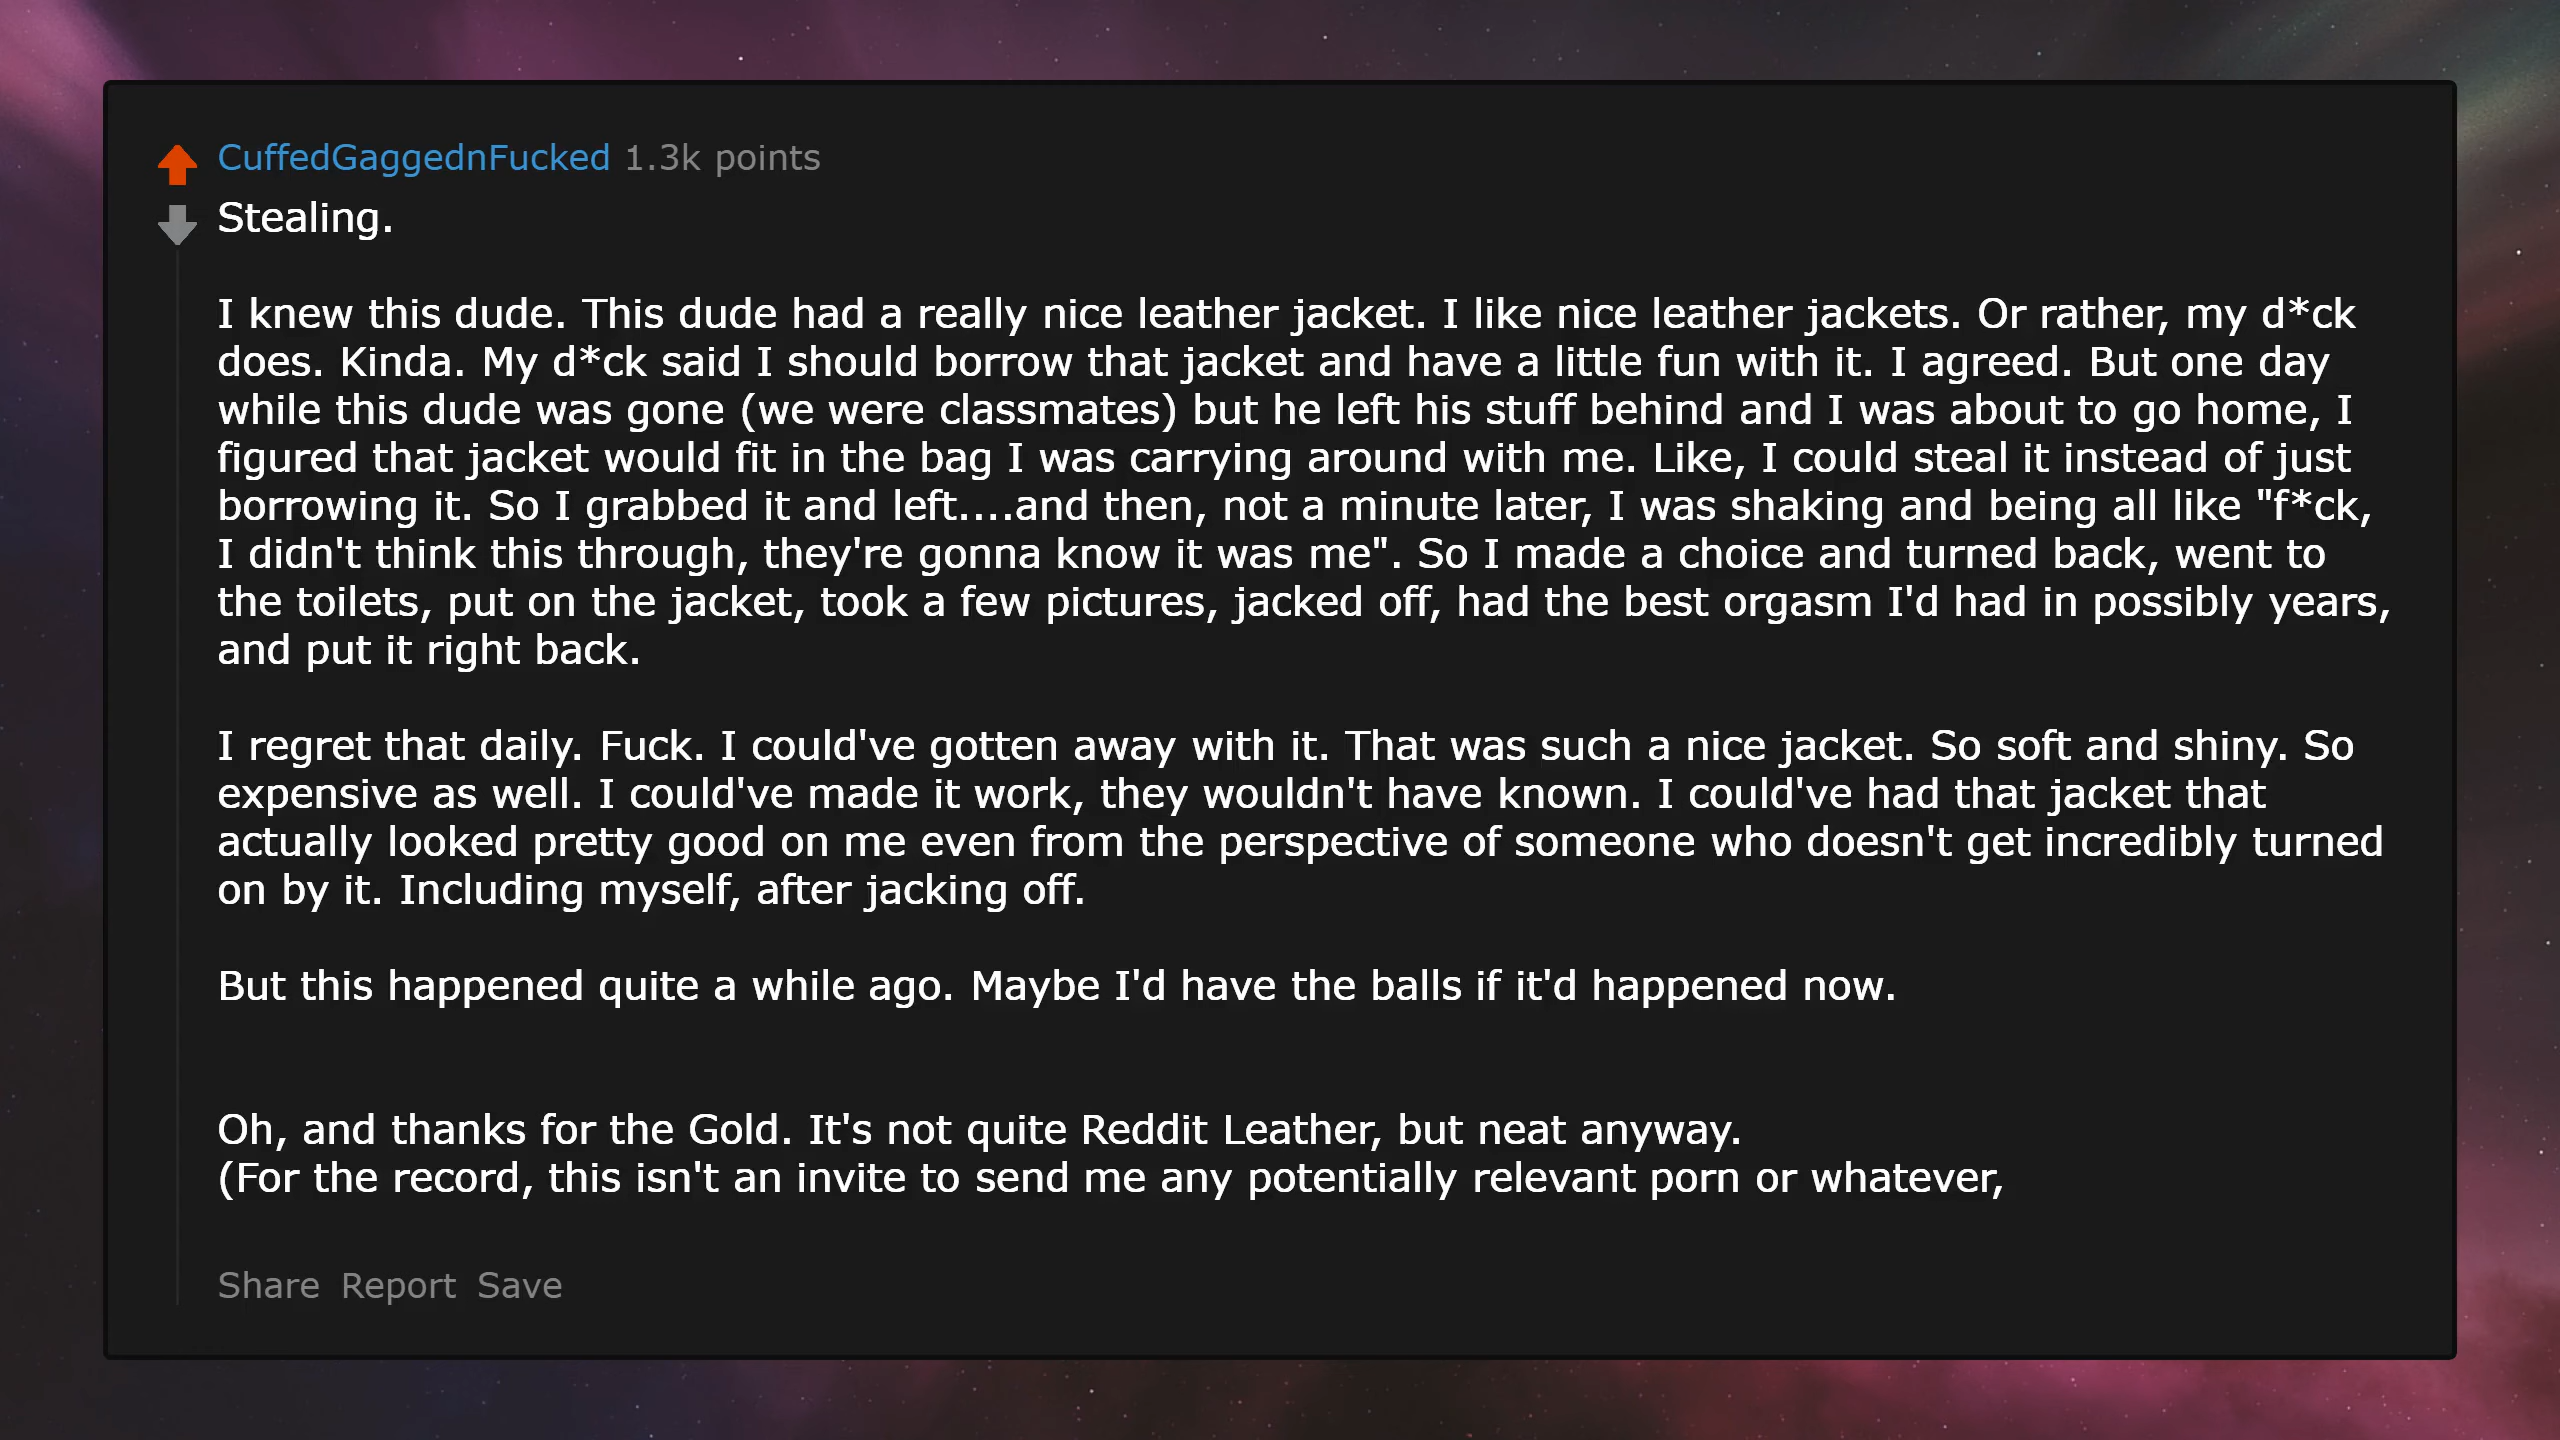 CuffedGaggednFucked 1.3k points
Stealing.
I knew this dude. This dude had a really nice leather jacket. I like nice leather jackets. Or rather, my d*ck
does. Kinda. My d*ck said I should borrow that jacket and have a little fun with it. I agreed. But one day
while this dude was gone (we were classmates) but he left his stuff behind and I was about to go home, I
figured that jacket would fit in the bag I was carrying around with me. Like, I could steal it instead of just
borrowing it. So I grabbed it and left....and then, not a minute later, I was shaking and being all like "f*ck,
I didn't think this through, they're gonna know it was me". So I made a choice and turned back, went to
the toilets, put on the jacket, took a few pictures, jacked off, had the best orgasm I'd had in possibly years,
and put it right back.
I regret that daily. Fuck. I could've gotten away with it. That was such a nice jacket. So soft and shiny. So
expensive as well. I could've made it work, they wouldn't have known. I could've had that jacket that
actually looked pretty good on me even from the perspective of someone who doesn't get incredibly turned
on by it. Including myself, after jacking off.
But this happened quite a while ago. Maybe I'd have the balls if it'd happened now.
Oh, and thanks for the Gold. It's not quite Reddit Leather, but neat anyway.
(For the record, this isn't an invite to send me any potentially relevant porn or whatever,
Share Report Save